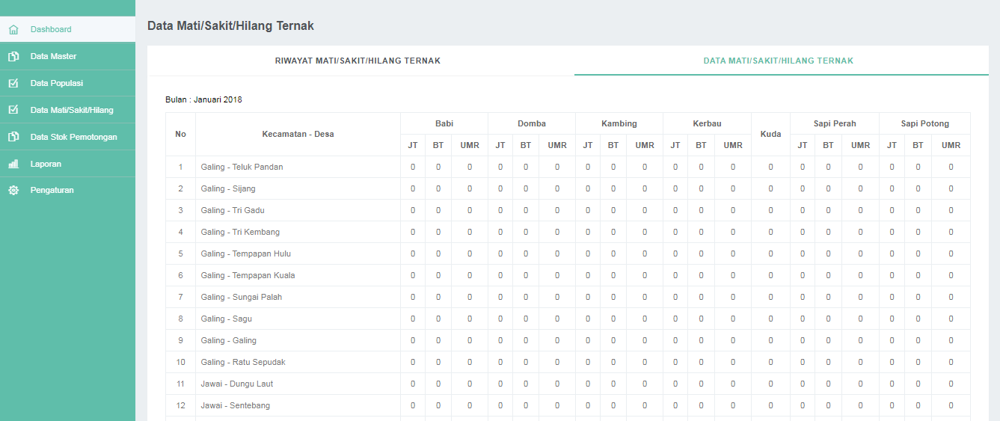 Dashboard
Data Master
Data Populasi
Data Mati/Sakit/Hilang
Data Stok Pemotongan
Laporan
Pengaturan
Data Mati/Sakit/Hilang Ternak
RIWAYAT MATI/SAKIT/HILANG TERNAK DATA MATI/SAKIT/HILANG TERNAK
Bulan : Januari 2018
No Kecamatan - Desa Babi Domba Kambing Kerbau Kuda Sapi Perah Sapi Potong
JT BT UMR JT BT UMR JT BT UMR JT BT UMR JT BT UMR JT BT UMR
1 Galing - Teluk Pandan 0 0 0 0 0 0 0 0 0 0 0 0 0 0 0 0 0 0 0
2 Galing - Sijang 0 0 0 0 0 0 0 0 0 0 0 0 0 0 0 0 0 0 0
3 Galing - Tri Gadu 0 0 0 0 0 0 0 0 0 0 0 0 0 0 0 0 0 0 0
4 Galing - Tri Kembang 0 0 0 0 0 0 0 0 0 0 0 0 0 0 0 0 0 0 0
5 Galing - Tempapan Hulu 0 0 0 0 0 0 0 0 0 0 0 0 0 0 0 0 0 0 0
6 Galing - Tempapan Kuala 0 0 0 0 0 0 0 0 0 0 0 0 0 0 0 0 0 0 0
7 Galing - Sungai Palah 0 0 0 0 0 0 0 0 0 0 0 0 0 0 0 0 0 0 0
8 Galing - Sagu 0 0 0 0 0 0 0 0 0 0 0 0 0 0 0 0 0 0 0
9 Galing - Galing 0 0 0 0 0 0 0 0 0 0 0 0 0 0 0 0 0 0 0
10 Galing - Ratu Sepudak 0 0 0 0 0 0 0 0 0 0 0 0 0 0 0 0 0 0 0
11 Jawai - Dungu Laut 0 0 0 0 0 0 0 0 0 0 0 0 0 0 0 0 0 0 0
12 Jawai - Sentebang 0 0 0 0 0 0 0 0 0 0 0 0 0 0 0 0 0 0 0